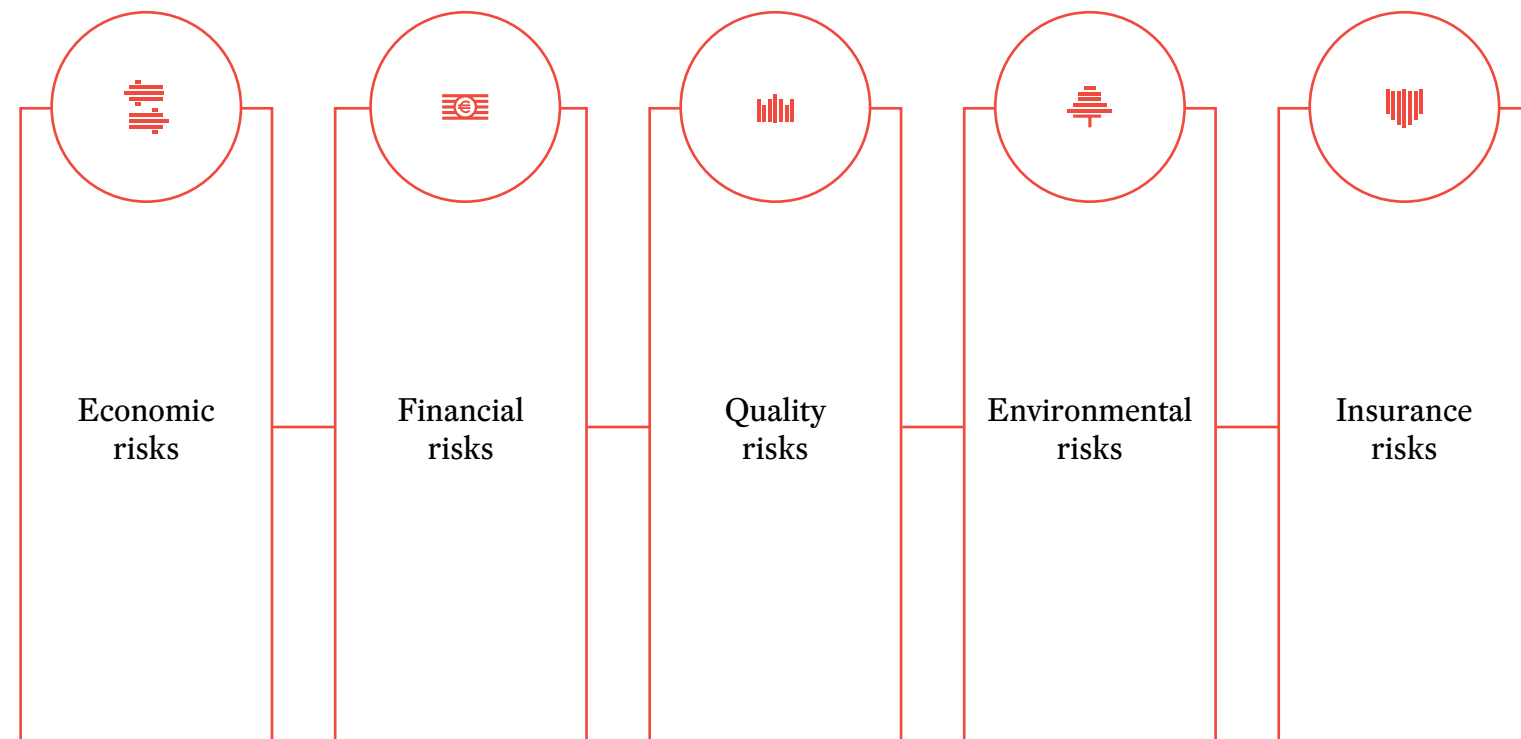 Economic
risks
Financial
risks
Quality
risks
Environmental
risks
Insurance
risks